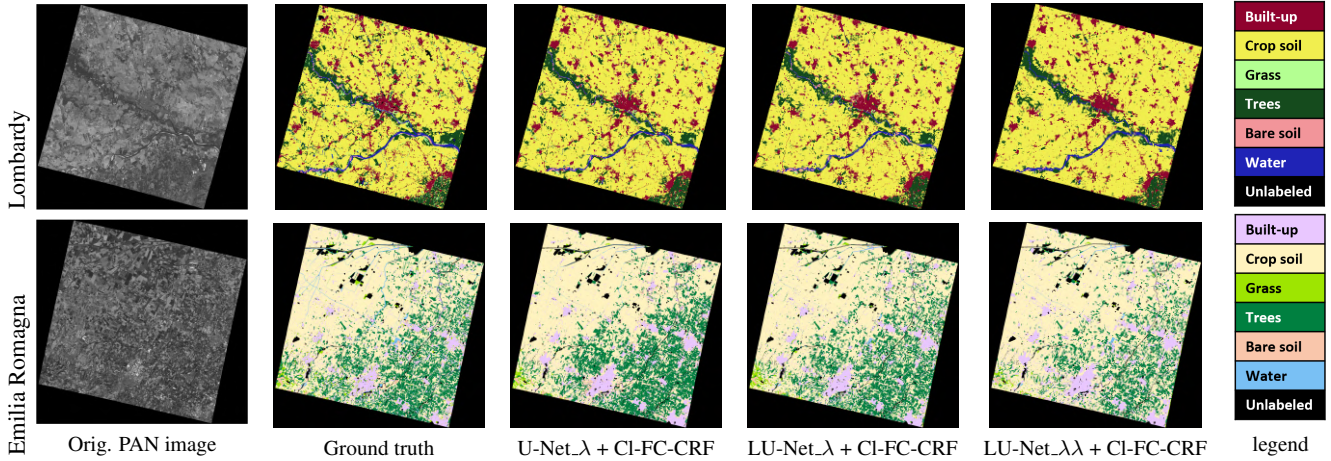 Lombardy
Built-up
Crop soil
Grass
Trees
Bare soil
Water
Unlabeled
Emilia Romagna
Built-up
Crop soil
Grass
Trees
Bare soil
Water
Unlabeled
Orig. PAN image
Ground truth
U-Net_λ + Cl-FC-CRF
LU-Net_λ + Cl-FC-CRF
LU-Net_λλ + Cl-FC-CRF
legend